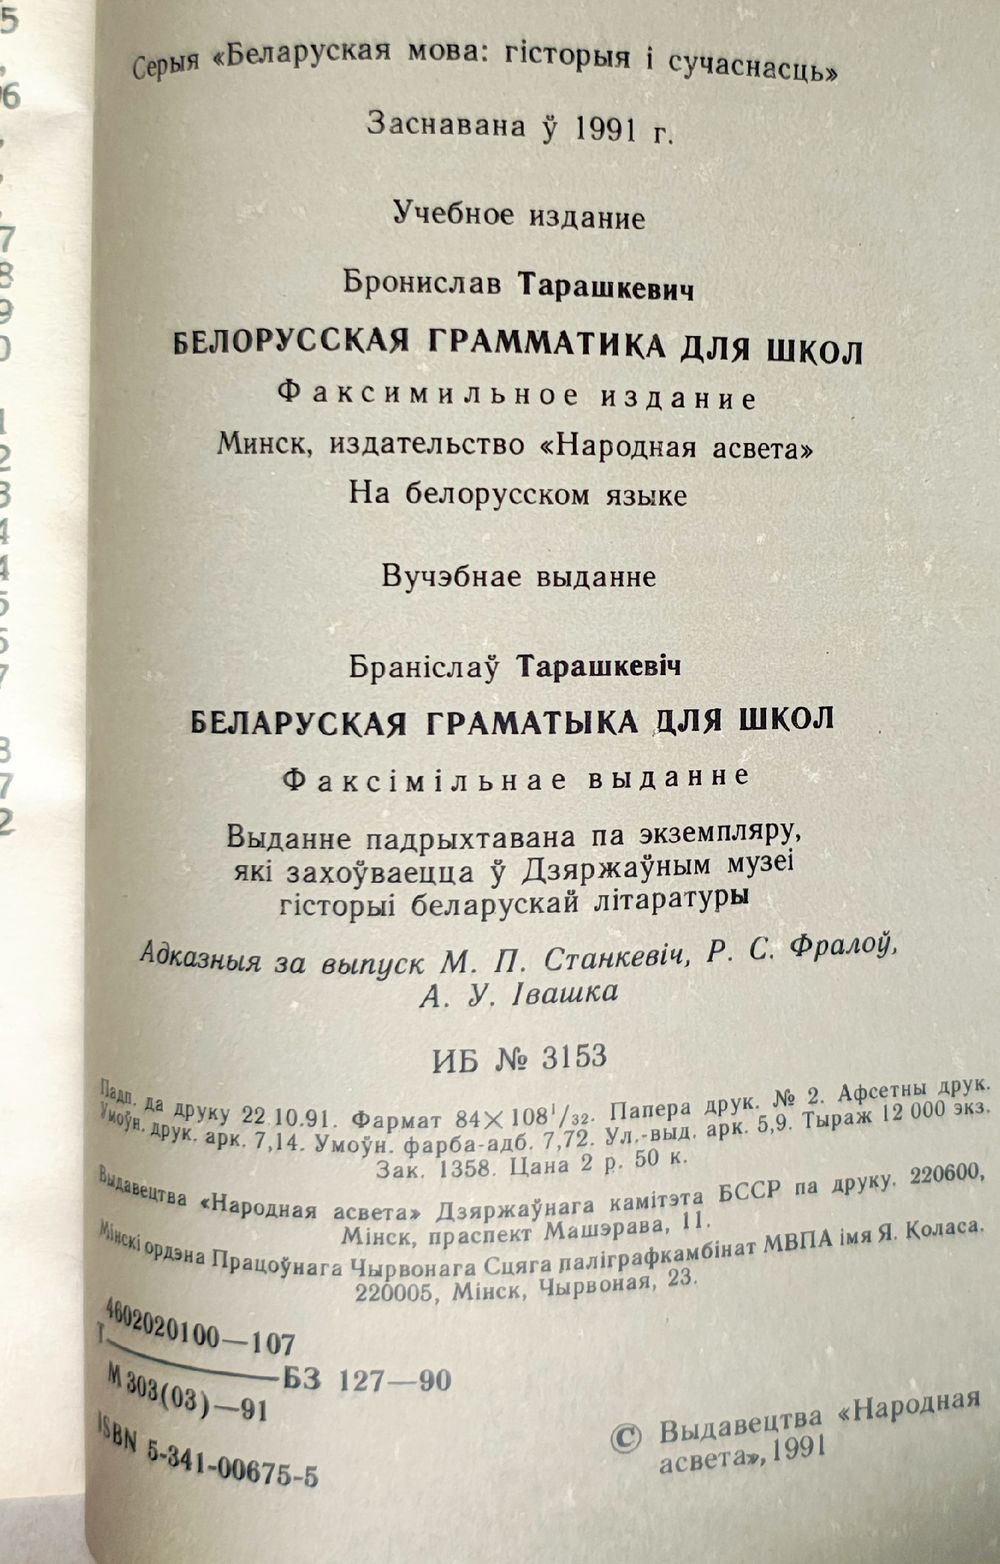 Серыя «Беларуская мова: гісторыя і сучаснасць»
Заснавана ў 1991 г.
Учебное издание
Бронислав Тарашкевич
БЕЛОРУССКАЯ ГРАММАТИКА ДЛЯ ШКОЛ
Факсимильное издание
Минск, издательство «Народная асвета»
На белорусском языке
Вучэбнае выданне
Браніслаў Тарашкевіч
БЕЛАРУСКАЯ ГРАМАТЫКА ДЛЯ ШКОЛ
Факсімільнае выданне
Выданне падрыхтавана па экземпляру,
які захоўваецца ў Дзяржаўным музеі
гісторыі беларускай літаратуры
Адказныя за выпуск М. П. Станкевіч, Р. С. Фралоў,
А. У. Івашка
ИБ № 3153
Падп. да друку 22.10.91. Фармат 84×108¹/₃₂. Папера друк. № 2. Афсетны друк.
Умоўн. друк. арк. 7,14. Умоўн. фарба-адб. 7,72. Ул.-выд. арк. 5,9. Тыраж 12 000 экз.
Зак. 1358. Цана 2 р. 50 к.
Выдавецтва «Народная асвета» Дзяржаўнага камітэта БССР па друку. 220600,
Мінск, праспект Машэрава, 11.
Мінскі ордэна Працоўнага Чырвонага Сцяга паліграфкамбінат МВПА імя Я. Коласа.
220005, Мінск, Чырвоная, 23.
4602020100—107
Т БЗ 127—90
М 303(03)—91
ISBN 5-341-00675-5
© Выдавецтва «Народная
асвета», 1991